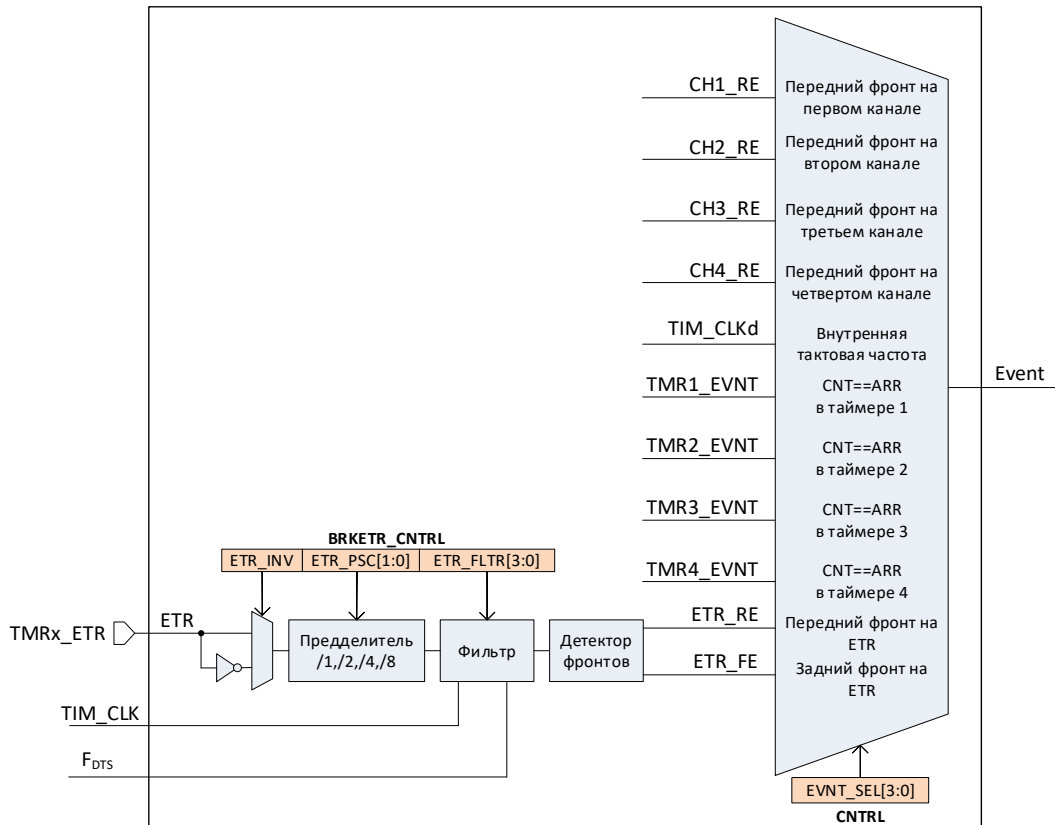 CH1_RE
Передний фронт на
первом канале
CH2_RE
Передний фронт на
втором канале
CH3_RE
Передний фронт на
третьем канале
CH4_RE
Передний фронт на
четвертом канале
TIM_CLKd
Внутренняя
тактовая частота
TMR1_EVNT
CNT==ARR
в таймере 1
Event
TMR2_EVNT
CNT==ARR
в таймере 2
TMR3_EVNT
CNT==ARR
в таймере 3
TMR4_EVNT
CNT==ARR
в таймере 4
BRKETR_CNTRL
ETR_INV ETR_PSC[1:0] ETR_FLTR[3:0]
TMRx_ETR
ETR
Предделитель
/1,/2,/4,/8
Фильтр
Детектор
фронтов
ETR_RE
Передний фронт на
ETR
ETR_FE
Задний фронт на
ETR
TIM_CLK
FDTS
EVNT_SEL[3:0]
CNTRL